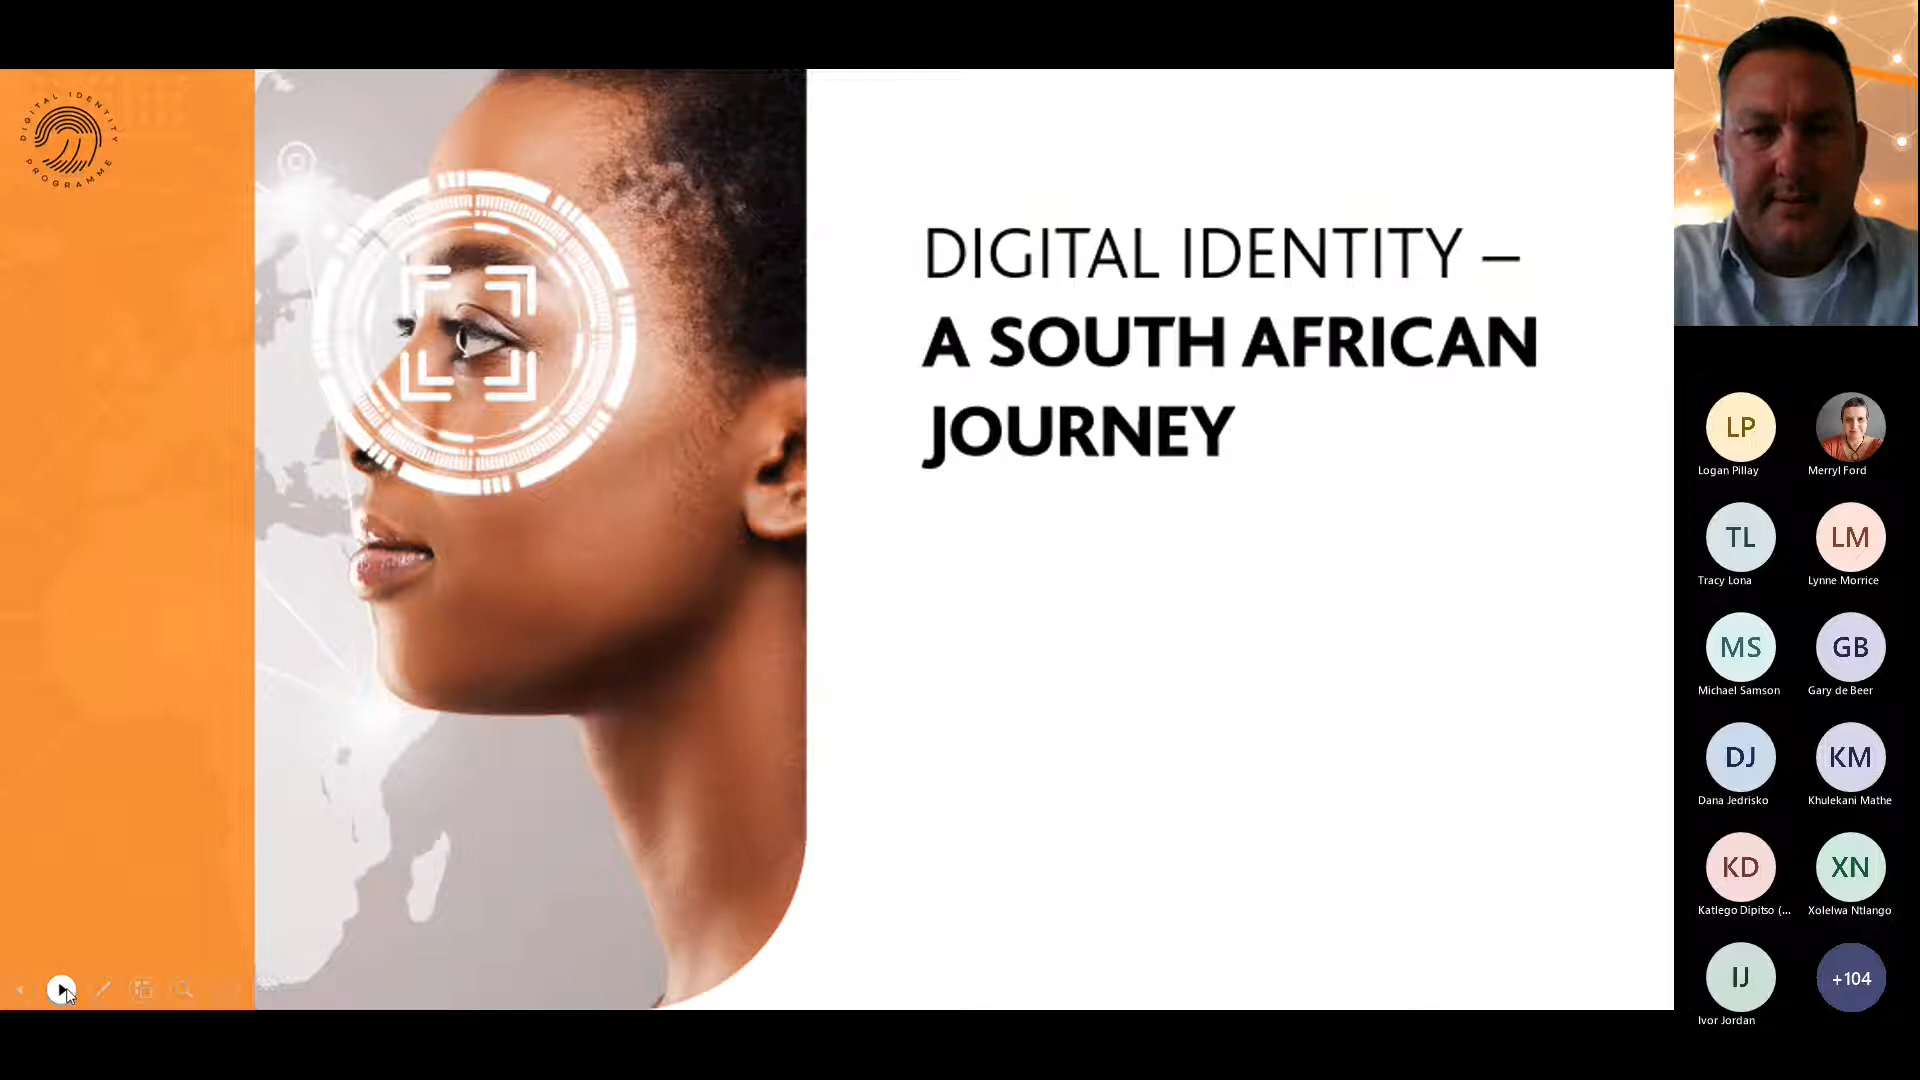 DIGITAL IDENTITY PROGRAMME
DIGITAL IDENTITY –
A SOUTH AFRICAN
JOURNEY
LP
Logan Pillay
Merryl Ford
TL
LM
Tracy Lona
Lynne Morrice
MS
GB
Michael Samson
Gary de Beer
DJ
KM
Dana Jedrisko
Khulekani Mathe
KD
XN
Katlego Dipitso (...
Xolelwa Ntlango
IJ
+104
Ivor Jordan